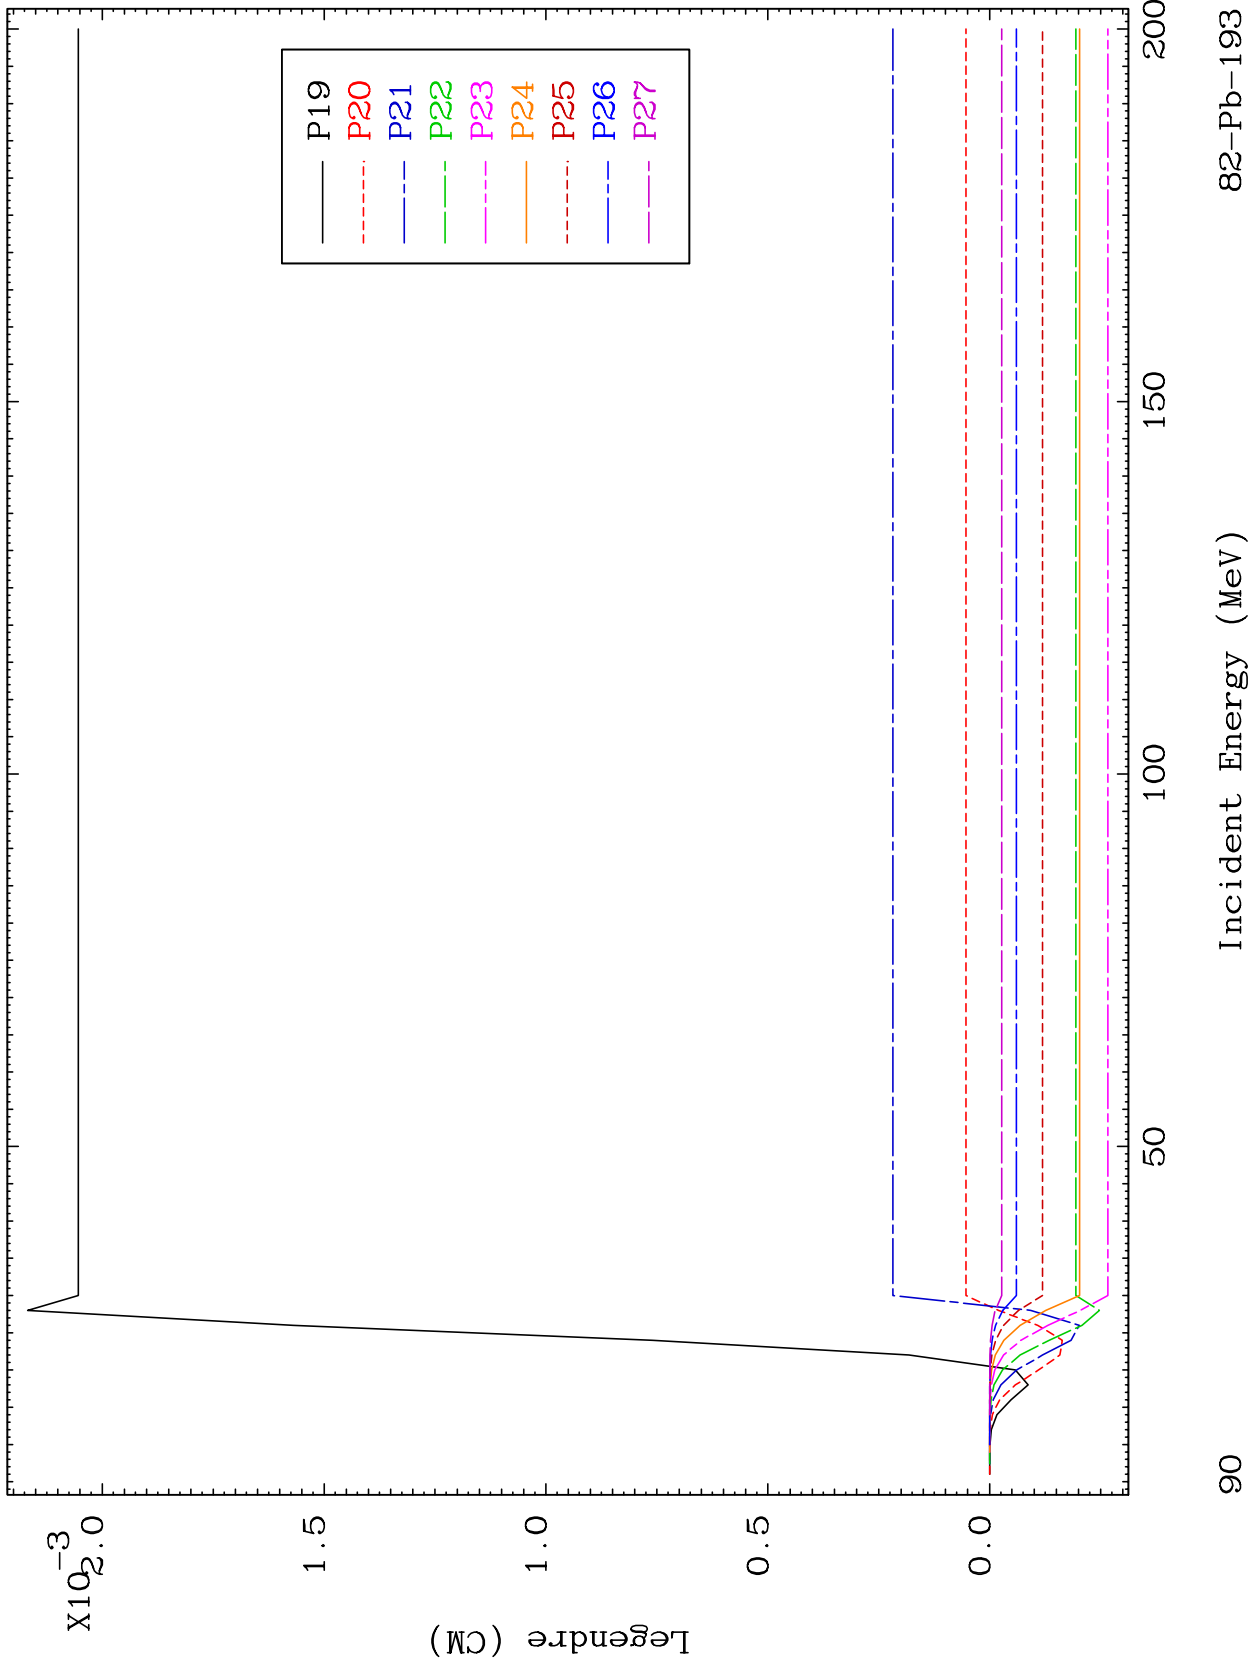 X10-3
2.0
1.5
1.0
0.5
0.0
Legendre (CM)
P19
P20
P21
P22
P23
P24
P25
P26
P27
50
100
150
200
Incident Energy (MeV)
90
82-Pb-193